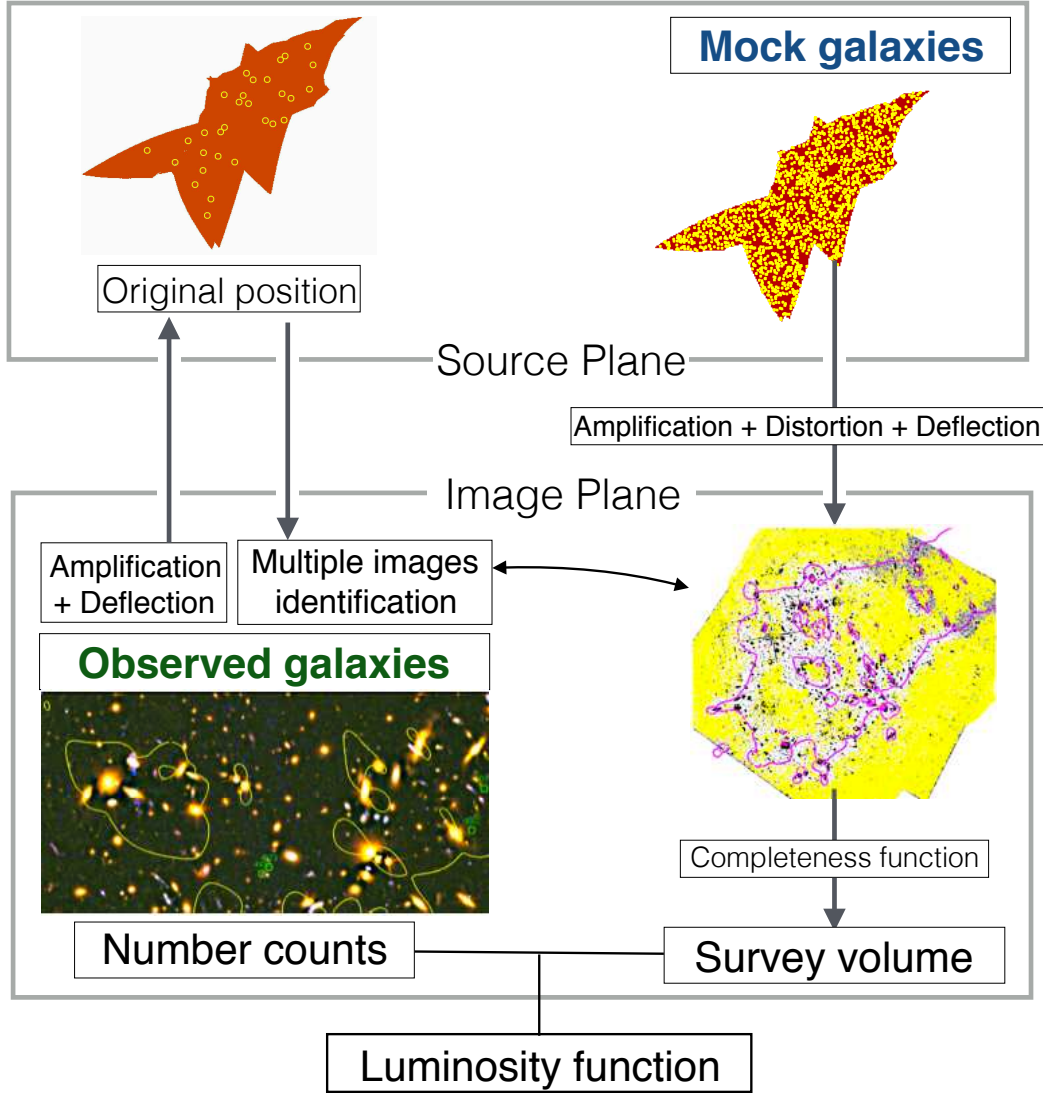 Mock galaxies
Original position
Source Plane
Amplification + Distortion + Deflection
Image Plane
Amplification
+ Deflection
Multiple images
identification
Observed galaxies
Completeness function
Number counts
Survey volume
Luminosity function